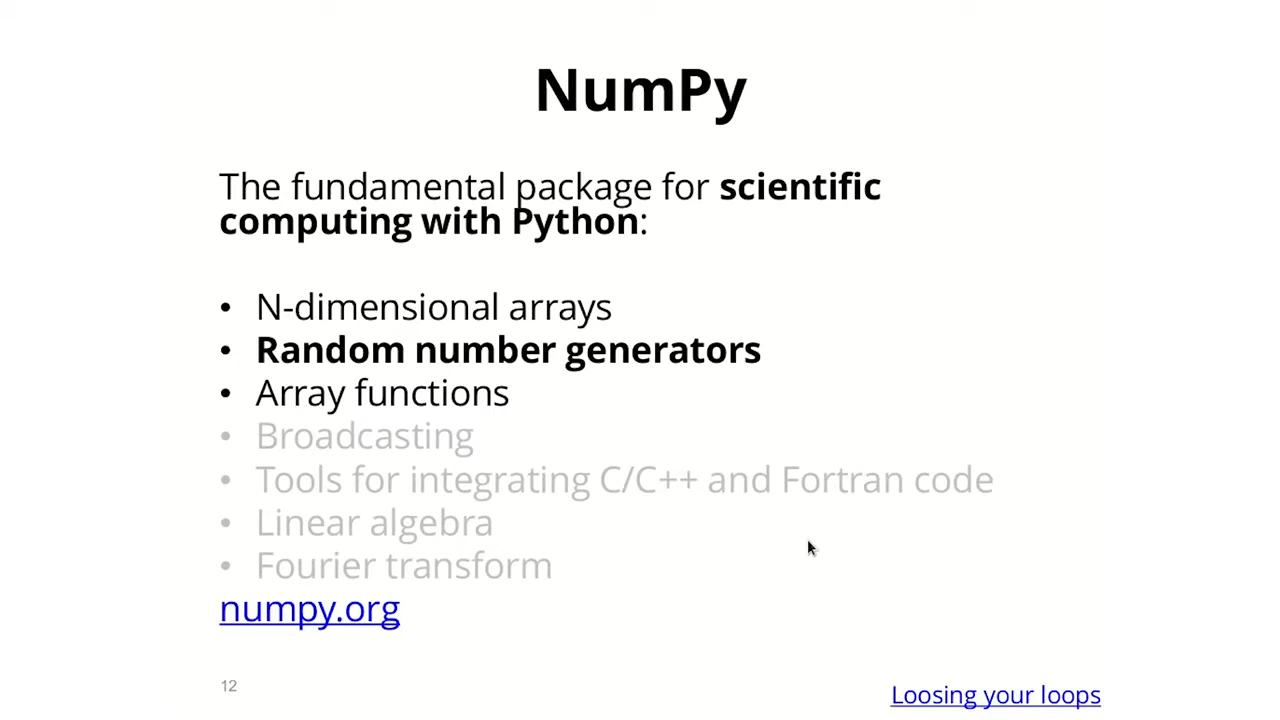 NumPy
The fundamental package for scientific
computing with Python:
• N-dimensional arrays
• Random number generators
• Array functions
• Broadcasting
• Tools for integrating C/C++ and Fortran code
• Linear algebra
• Fourier transform
numpy.org
12
Loosing your loops